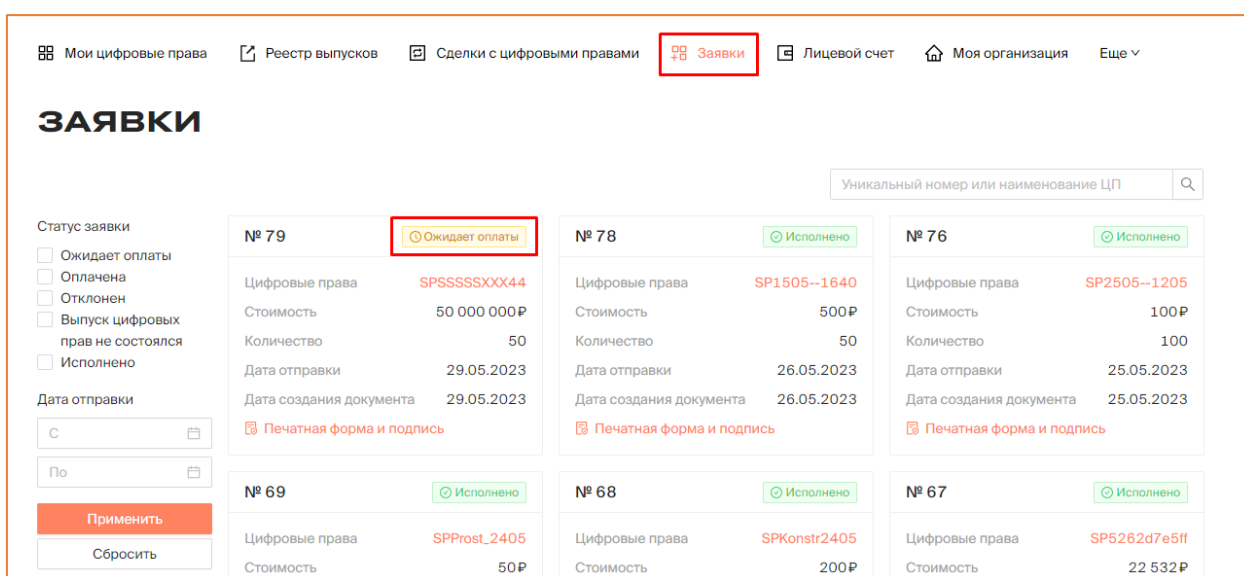 Мои цифровые права Реестр выпусков Сделки с цифровыми правами Заявки Лицевой счет Моя организация Еще
ЗАЯВКИ
Уникальный номер или наименование ЦП
Статус заявки
Ожидает оплаты
Оплачена
Отклонен
Выпуск цифровых
прав не состоялся
Исполнено
Дата отправки
С
По
Применить
Сбросить
№ 79 Ожидает оплаты
Цифровые права SPSSSSSXXX44
Стоимость 50 000 000₽
Количество 50
Дата отправки 29.05.2023
Дата создания документа 29.05.2023
Печатная форма и подпись
№ 78 Исполнено
Цифровые права SP1505--1640
Стоимость 500₽
Количество 50
Дата отправки 26.05.2023
Дата создания документа 26.05.2023
Печатная форма и подпись
№ 76 Исполнено
Цифровые права SP2505--1205
Стоимость 100₽
Количество 100
Дата отправки 25.05.2023
Дата создания документа 25.05.2023
Печатная форма и подпись
№ 69 Исполнено
Цифровые права SPProst_2405
Стоимость 50₽
№ 68 Исполнено
Цифровые права SPKonstr2405
Стоимость 200₽
№ 67 Исполнено
Цифровые права SP5262d7e5ff
Стоимость 22 532₽